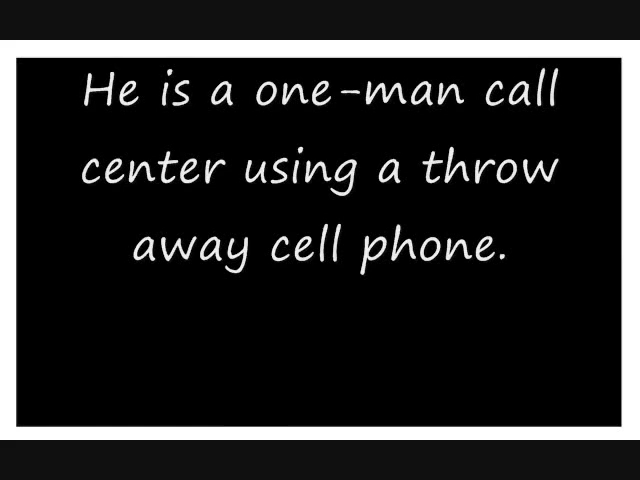 He is a one-man call
center using a throw
away cell phone.